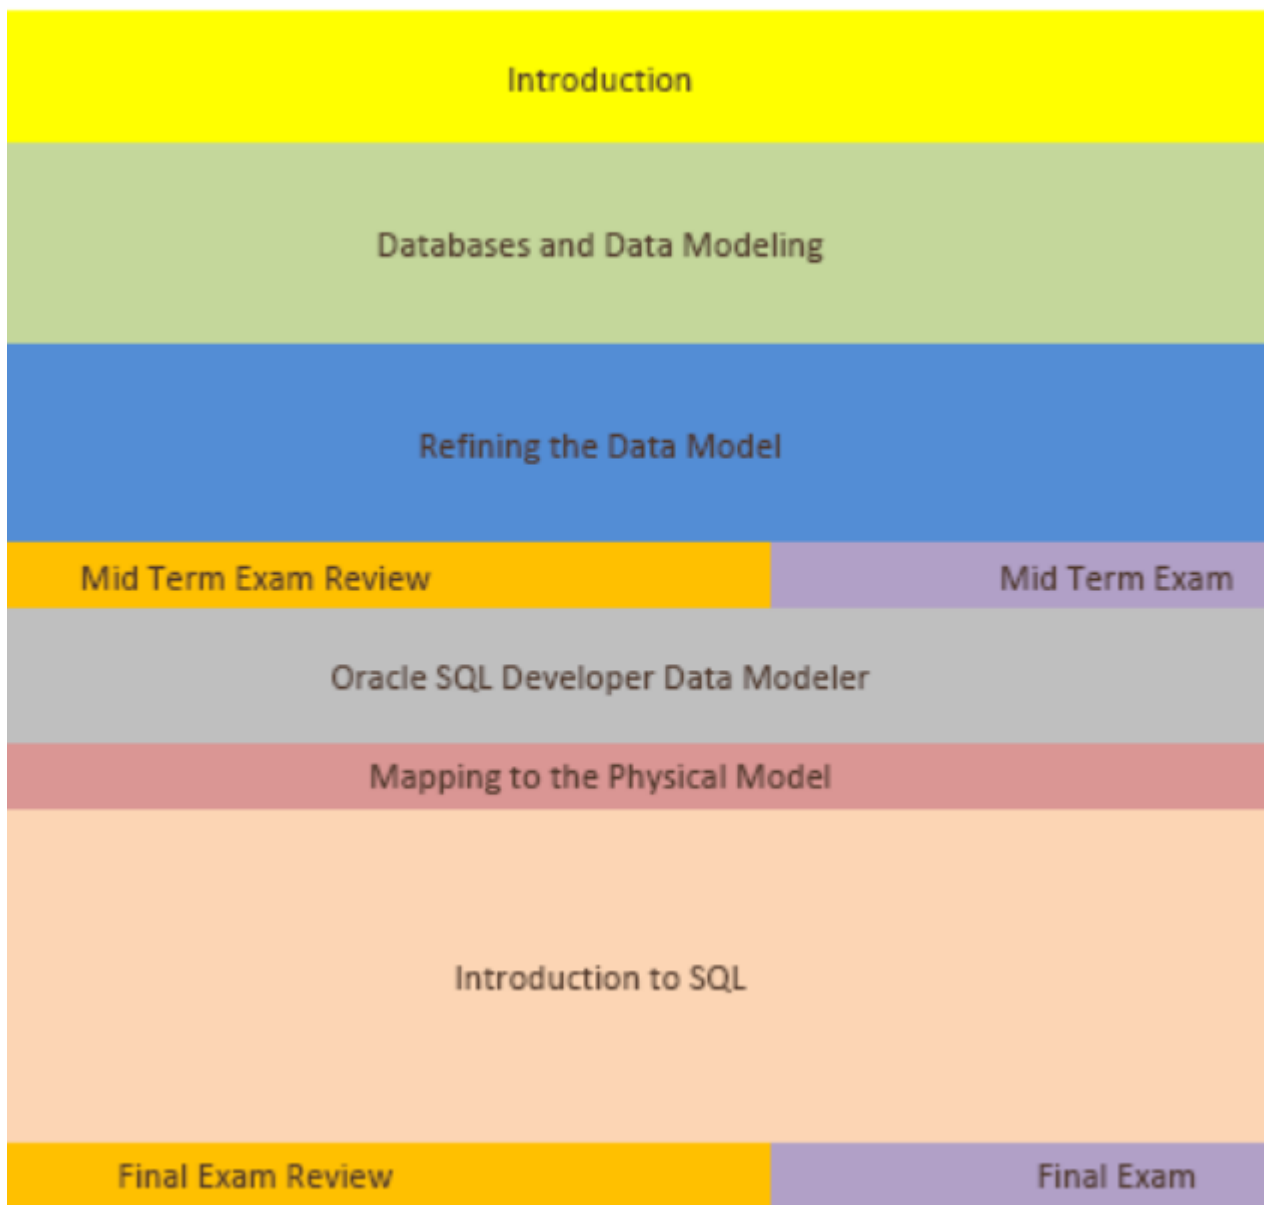 Introduction
Databases and Data Modeling
Refining the Data Model
Mid Term Exam Review
Mid Term Exam
Oracle SQL Developer Data Modeler
Mapping to the Physical Model
Introduction to SQL
Final Exam Review
Final Exam